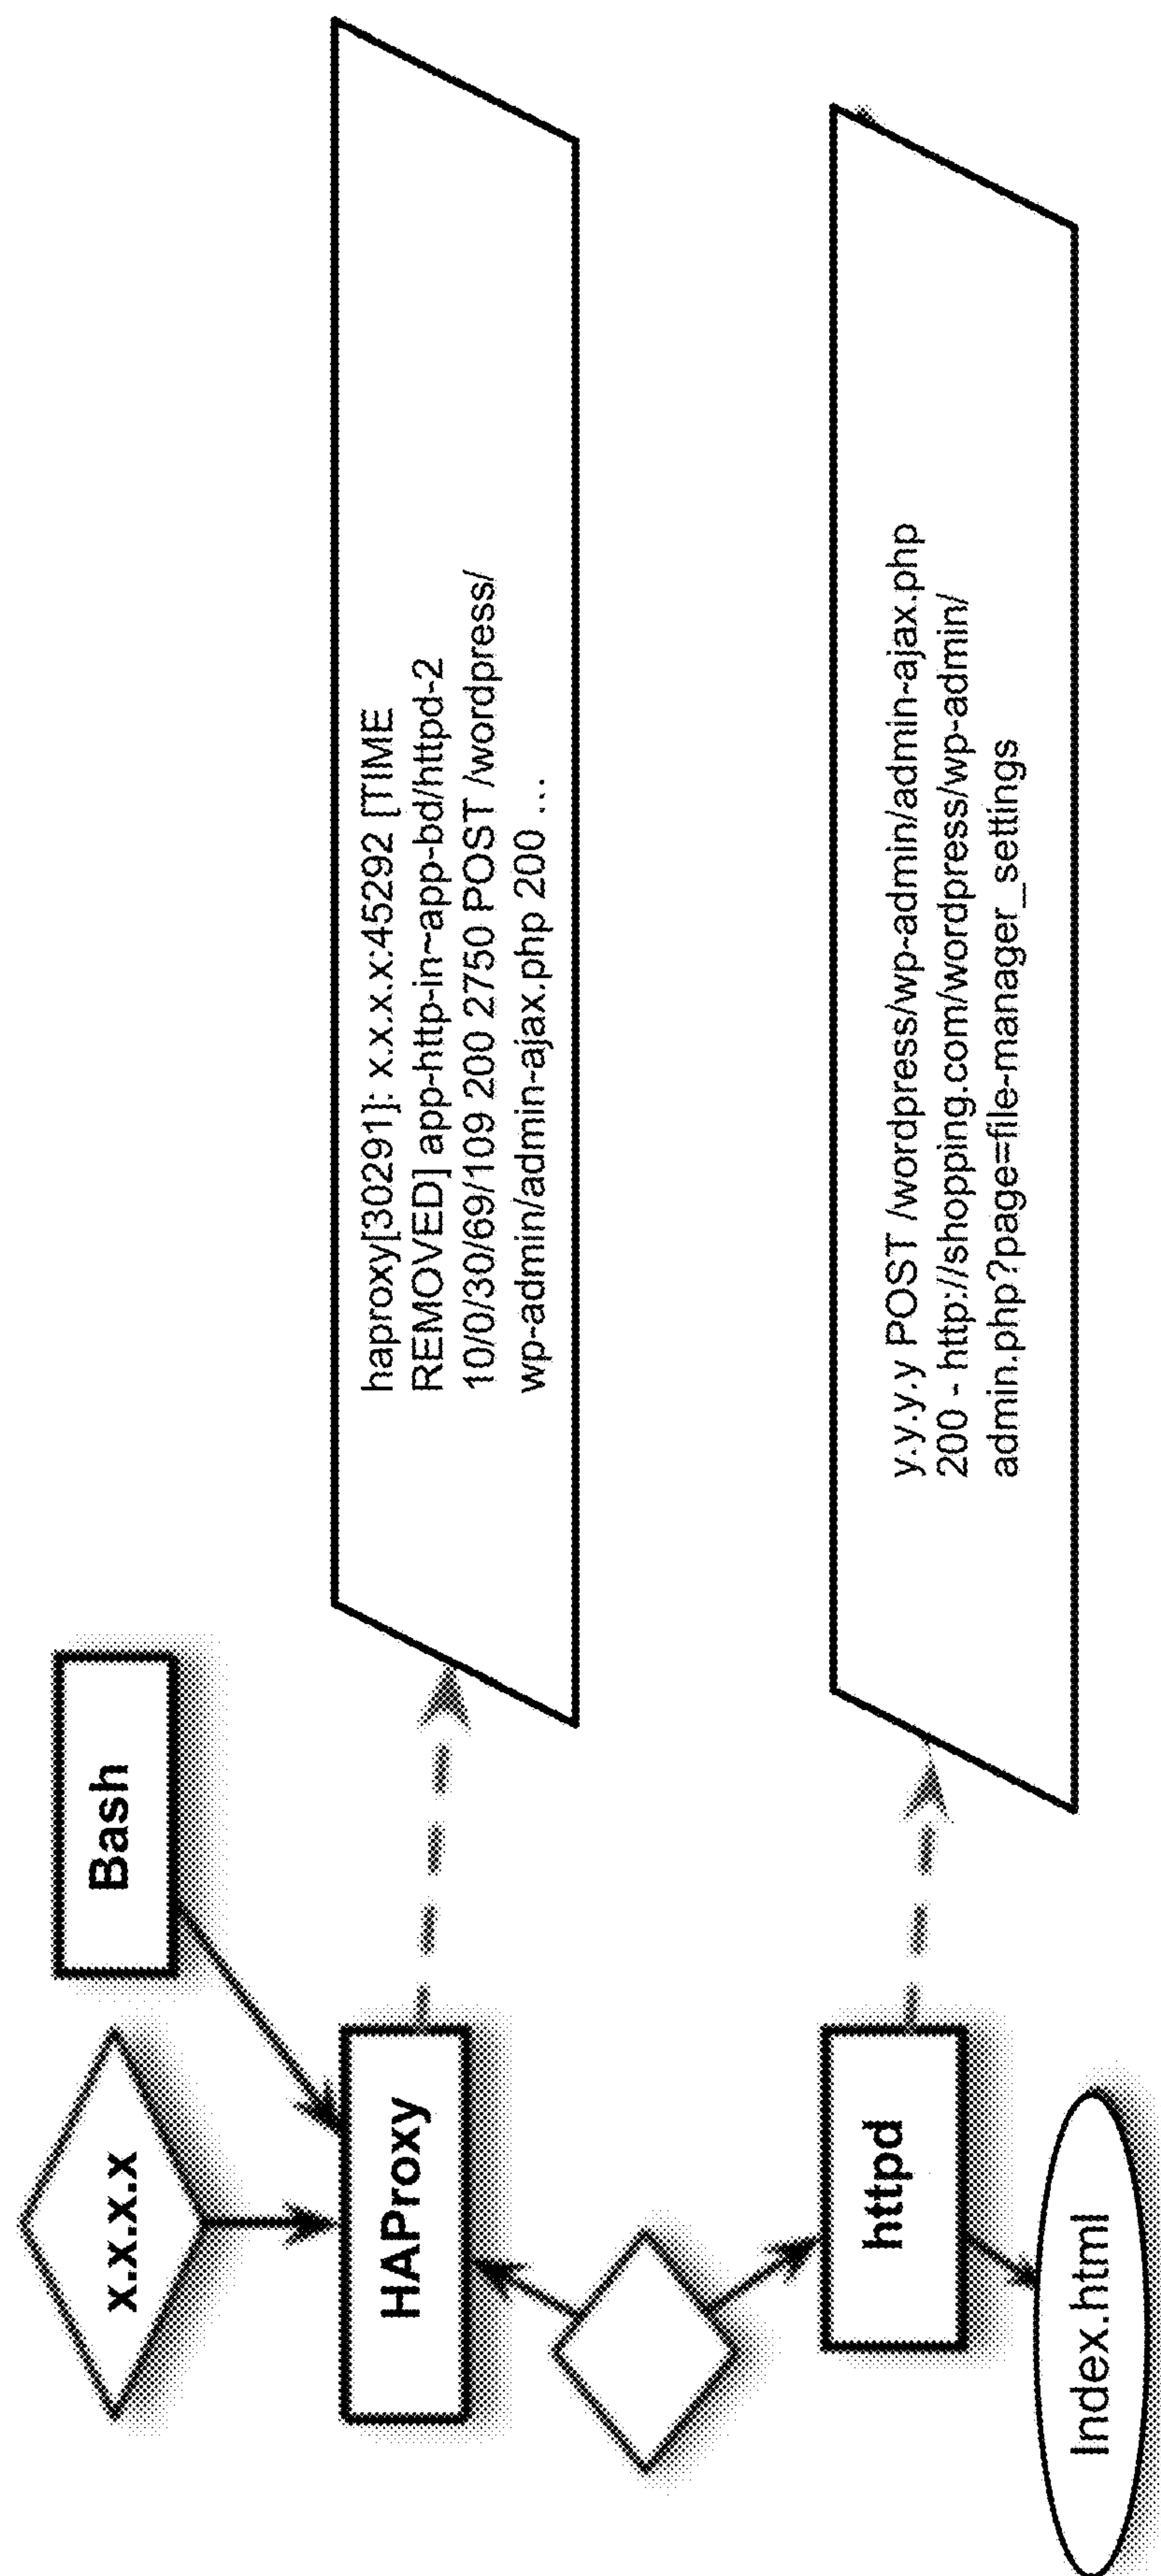 x.x.x.x
Bash
HAProxy
haproxy[30291]: x.x.x.x:45292 [TIME
REMOVED] app-http-in~app-bd/httpd-2
10/0/30/69/109 200 2750 POST /wordpress/
wp-admin/admin-ajax.php 200 ...
httpd
y.y.y.y POST /wordpress/wp-admin/admin-ajax.php
200 - http://shopping.com/wordpress/wp-admin/
admin.php?page=file-manager_settings
Index.html